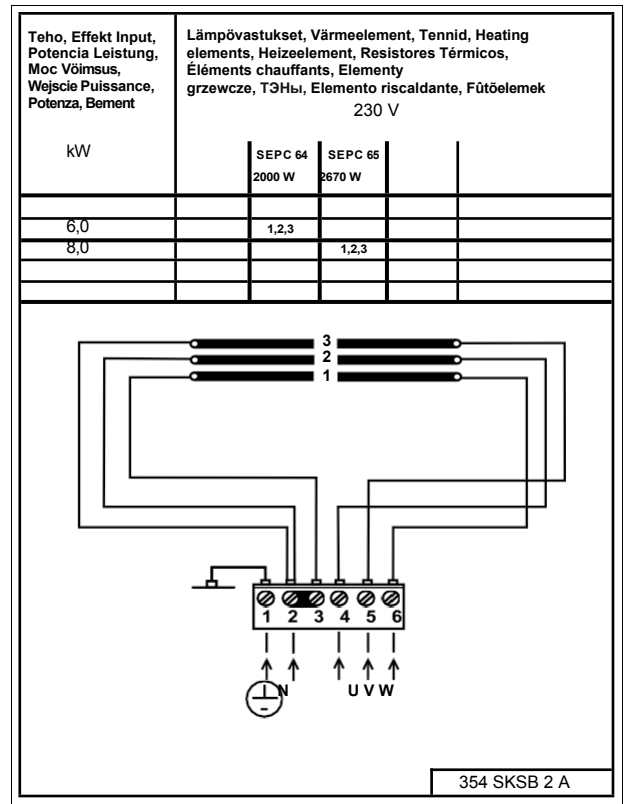 Teho, Effekt Input,
Potencia Leistung,
Moc Vöimsus,
Wejscie Puissance,
Potenza, Bement
Lämpövastukset, Värmeelement, Tennid, Heating
elements, Heizeelement, Resistores Térmicos,
Éléments chauffants, Elementy
grzewcze, ТЭНы, Elemento riscaldante, Fûtõelemek
230 V
kW
SEPC 64
SEPC 65
2000 W
2670 W
6,0
1,2,3
8,0
1,2,3
3
2
1
1 2 3 4 5 6
N
U V W
354 SKSB 2 A